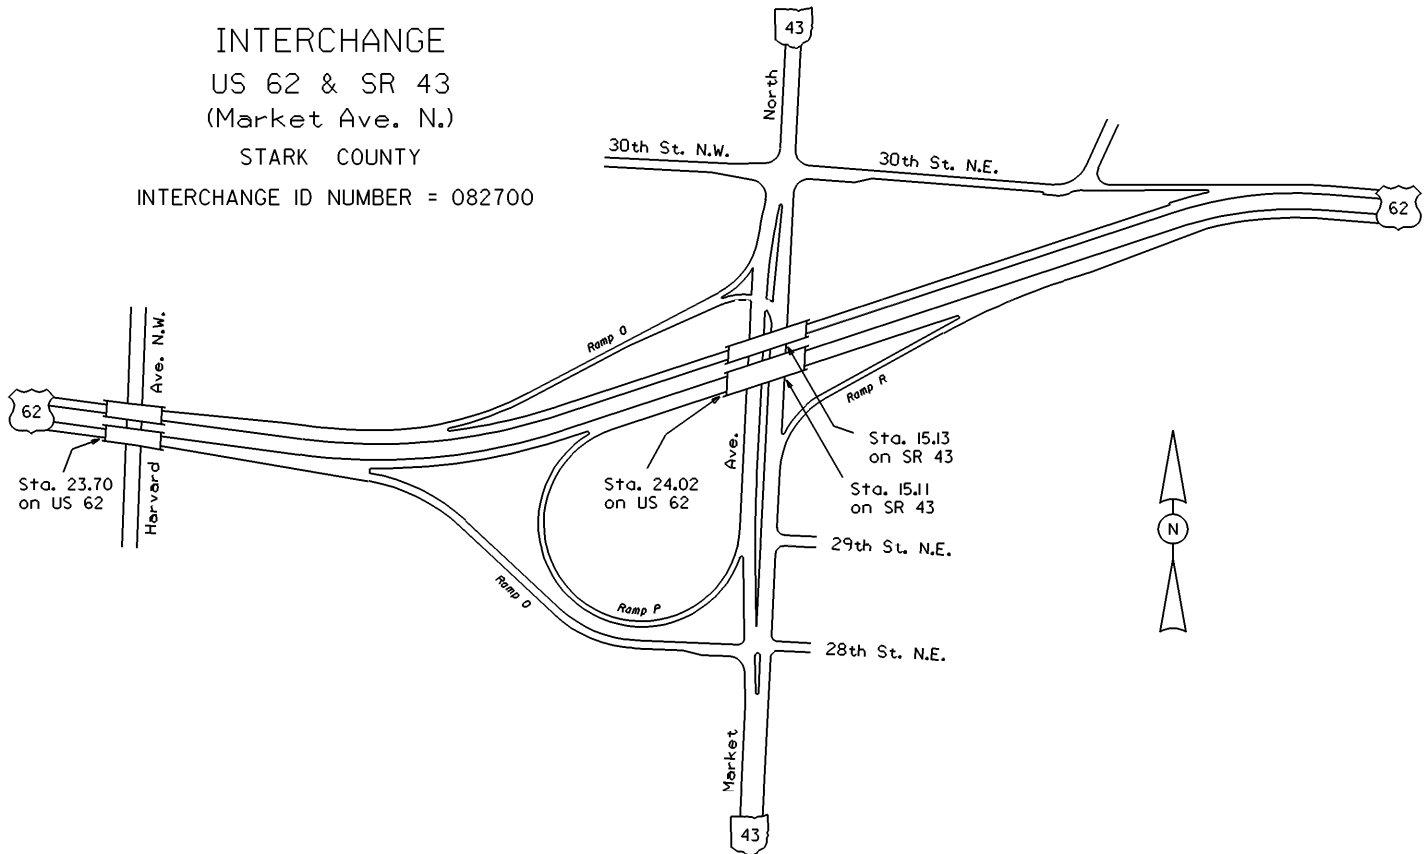 INTERCHANGE
US 62 & SR 43
(Market Ave. N.)
STARK COUNTY
INTERCHANGE ID NUMBER = 082700
43
North
30th St. N.W.
30th St. N.E.
62
Ave. N.W.
Ramp O
62
Ramp R
Sta. 15.13
on SR 43
Ave.
Sta. 23.70
on US 62
Harvard
Sta. 24.02
on US 62
Sta. 15.11
on SR 43
N
29th St. N.E.
Ramp O
Ramp P
28th St. N.E.
Market
43